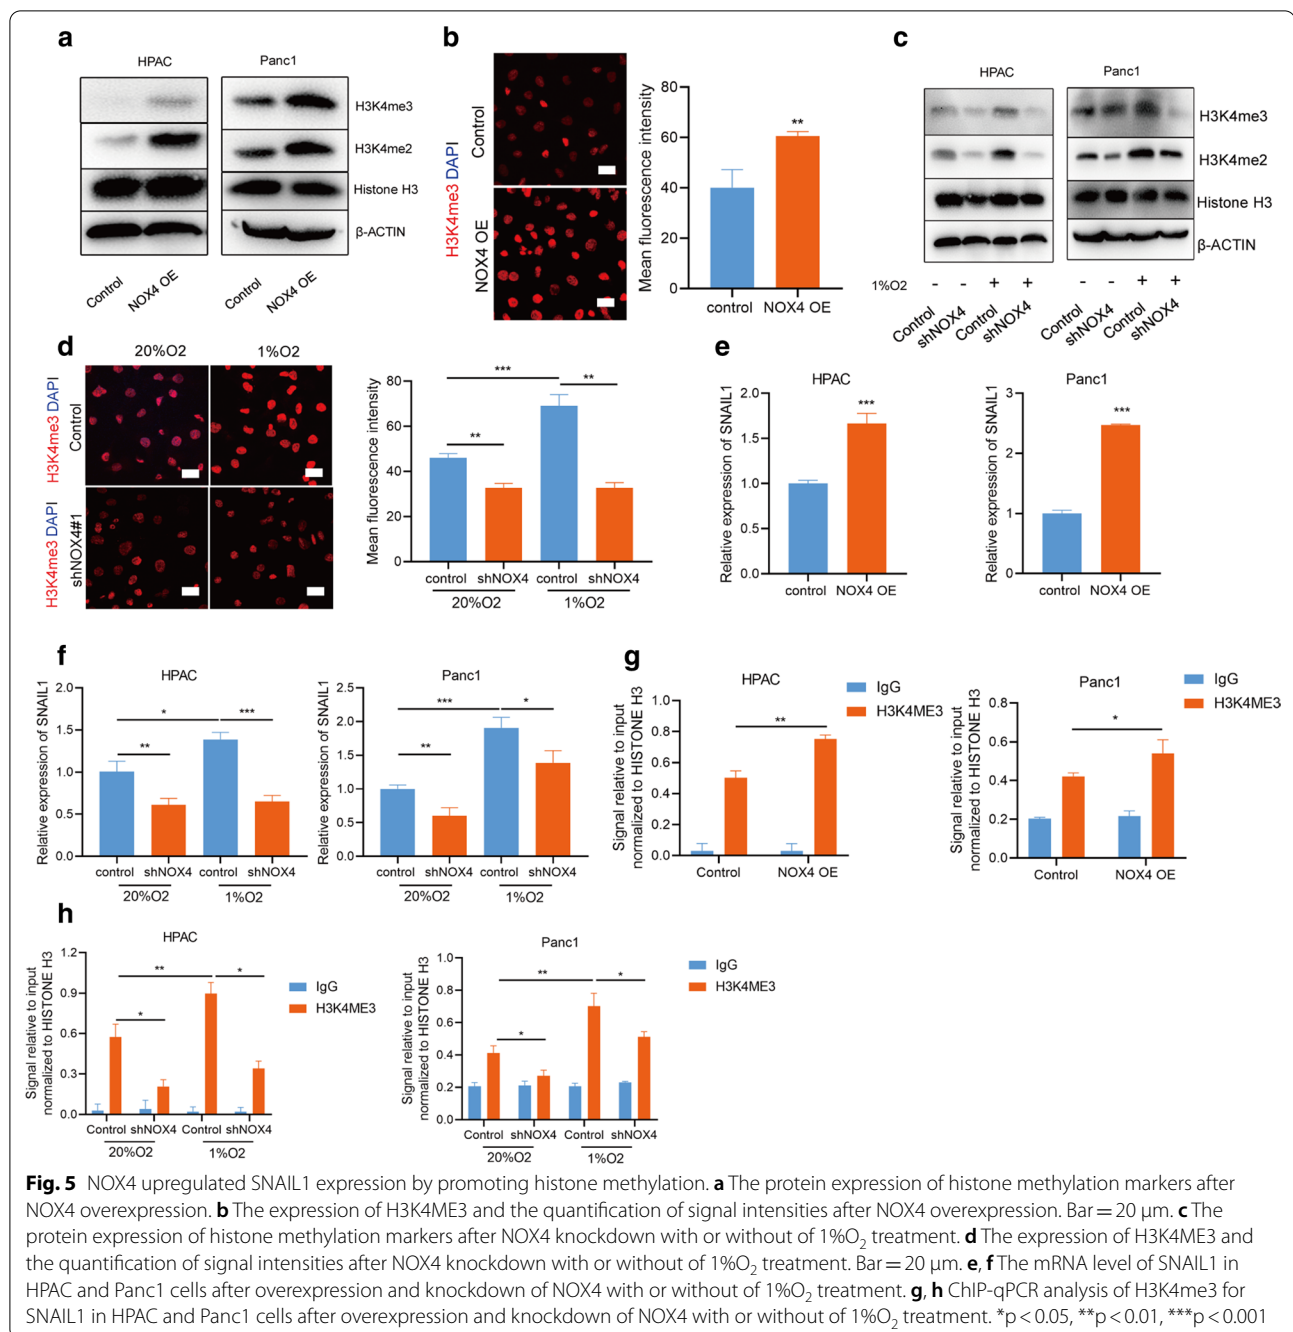 a
HPAC
Panc1
H3K4me3
H3K4me2
Histone H3
β-ACTIN
Control
NOX4 OE
Control
NOX4 OE
b
H3K4me3 DAPI
Control
NOX4 OE
Mean fluorescence intensity
80
60
40
20
0
**
control
NOX4 OE
c
HPAC
Panc1
H3K4me3
H3K4me2
Histone H3
β-ACTIN
1%O2
- - + + - - + +
Control
shNOX4
Control
shNOX4
Control
shNOX4
Control
shNOX4
d
20%O2
1%O2
H3K4me3 DAPI
Control
H3K4me3 DAPI
shNOX4#1
Mean fluorescence intensity
80
60
40
20
0
***
**
**
control shNOX4 control shNOX4
20%O2
1%O2
e
HPAC
Relative expression of SNAIL1
2.0
1.5
1.0
0.5
0.0
***
control NOX4 OE
Panc1
Relative expression of SNAIL1
3
2
1
0
***
control NOX4 OE
f
HPAC
Relative expression of SNAIL1
2.0
1.5
1.0
0.5
0.0
*
***
**
control shNOX4 control shNOX4
20%O2
1%O2
Panc1
Relative expression of SNAIL1
2.5
2.0
1.5
1.0
0.5
0.0
***
*
**
control shNOX4 control shNOX4
20%O2
1%O2
g
HPAC
Signal relative to input
normalized to HISTONE H3
0.8
0.6
0.4
0.2
0.0
**
Control
NOX4 OE
IgG
H3K4ME3
Panc1
Signal relative to input
normalized to HISTONE H3
0.8
0.6
0.4
0.2
0.0
*
Control
NOX4 OE
IgG
H3K4ME3
h
HPAC
Signal relative to input
normalized to HISTONE H3
1.2
0.9
0.6
0.3
0.0
**
*
*
Control shNOX4 Control shNOX4
20%O2
1%O2
IgG
H3K4ME3
Panc1
Signal relative to input
normalized to HISTONE H3
1.0
0.8
0.6
0.4
0.2
0.0
**
*
*
Control shNOX4 Control shNOX4
20%O2
1%O2
IgG
H3K4ME3
Fig. 5 NOX4 upregulated SNAIL1 expression by promoting histone methylation. a The protein expression of histone methylation markers after
NOX4 overexpression. b The expression of H3K4ME3 and the quantification of signal intensities after NOX4 overexpression. Bar = 20 μm. c The
protein expression of histone methylation markers after NOX4 knockdown with or without of 1%O₂ treatment. d The expression of H3K4ME3 and
the quantification of signal intensities after NOX4 knockdown with or without of 1%O₂ treatment. Bar = 20 μm. e, f The mRNA level of SNAIL1 in
HPAC and Panc1 cells after overexpression and knockdown of NOX4 with or without of 1%O₂ treatment. g, h ChIP-qPCR analysis of H3K4me3 for
SNAIL1 in HPAC and Panc1 cells after overexpression and knockdown of NOX4 with or without of 1%O₂ treatment. *p < 0.05, **p < 0.01, ***p < 0.001